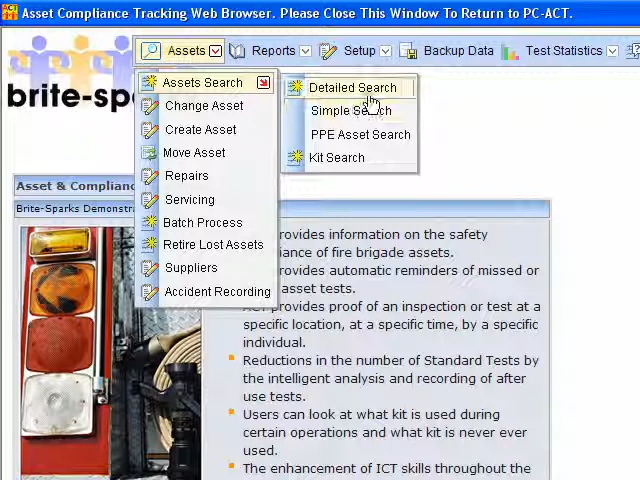 Asset Compliance Tracking Web Browser. Please Close This Window To Return to PC-ACT.
Assets Reports Setup Backup Data Test Statistics
brite-sp
Assets Search
Change Asset
Create Asset
Move Asset
Repairs
Servicing
Batch Process
Retire Lost Assets
Suppliers
Accident Recording
Detailed Search
Simple Search
PPE Asset Search
Kit Search
Asset & Complianc
Brite-Sparks Demonstra
rovides information on the safety
iance of fire brigade assets.
rovides automatic reminders of missed or
asset tests.
ACT provides proof of an inspection or test at a
specific location, at a specific time, by a specific
individual.
Reductions in the number of Standard Tests by
the intelligent analysis and recording of after
use tests.
Users can look at what kit is used during
certain operations and what kit is never ever
used.
The enhancement of ICT skills throughout the